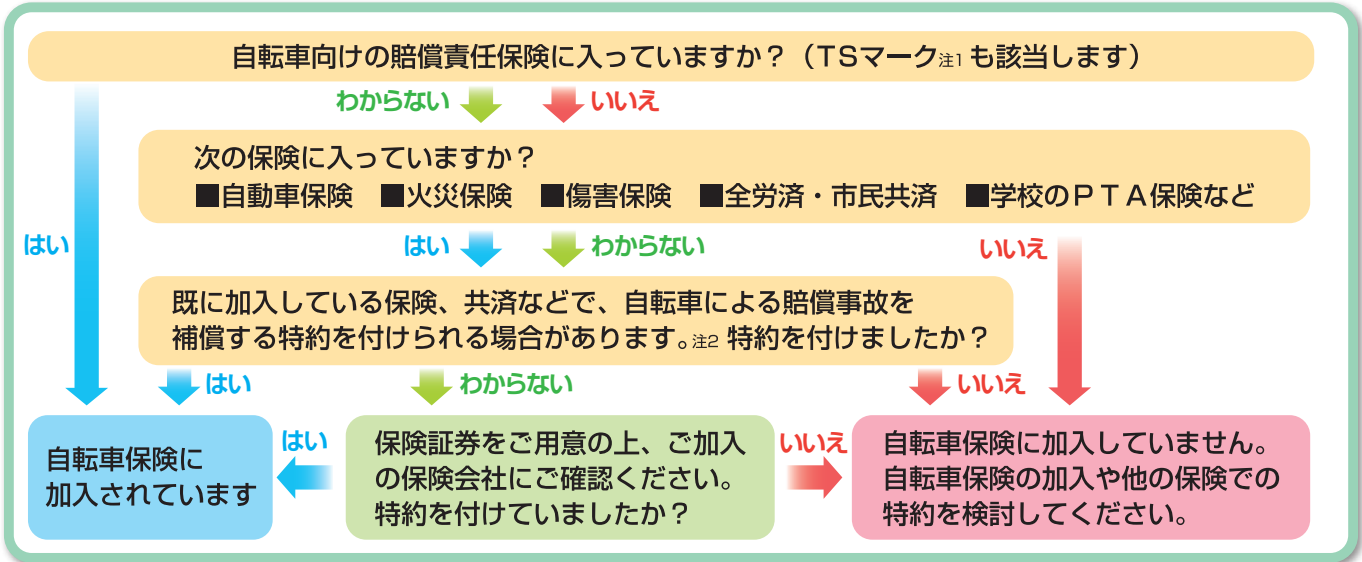 自転車向けの賠償責任保険に入っていますか？（ＴＳマーク注1 も該当します）
わからない
いいえ
次の保険に入っていますか？
■自動車保険 ■火災保険 ■傷害保険 ■全労済・市民共済 ■学校のＰＴＡ保険など
はい
はい
わからない
いいえ
既に加入している保険、共済などで、自転車による賠償事故を
補償する特約を付けられる場合があります。注2 特約を付けましたか？
はい
わからない
いいえ
自転車保険に
加入されています
はい
保険証券をご用意の上、ご加入
の保険会社にご確認ください。
特約を付けていましたか？
いいえ
自転車保険に加入していません。
自転車保険の加入や他の保険での
特約を検討してください。